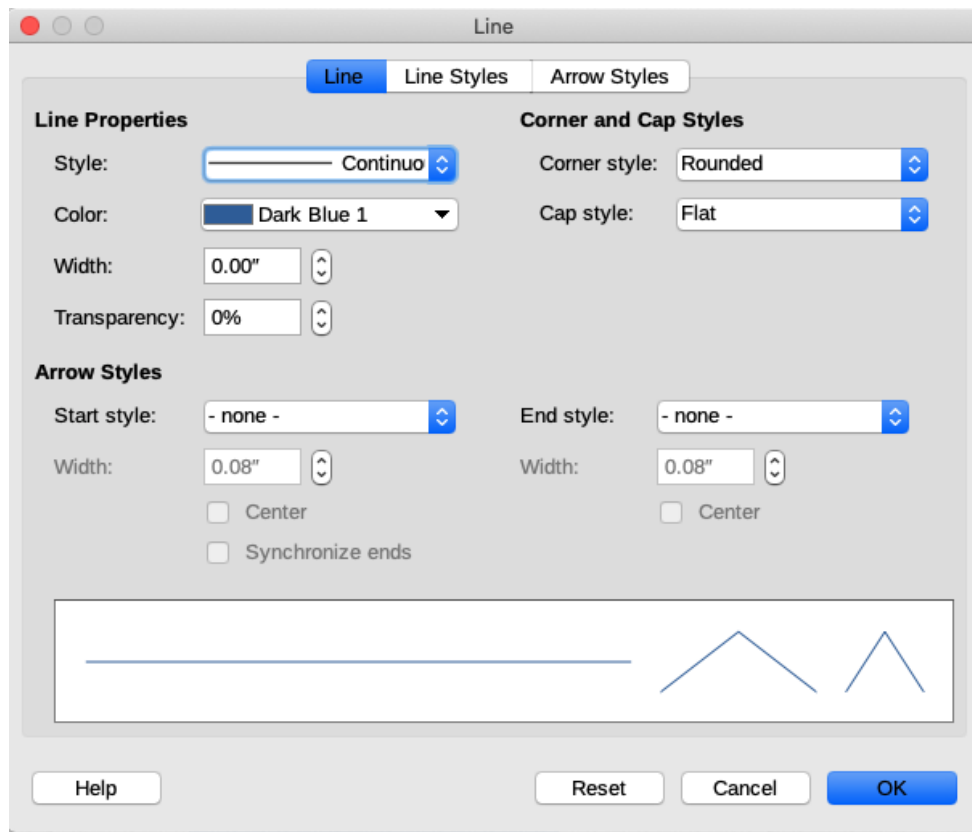 Line
Line Line Styles Arrow Styles
Line Properties
Style: Continuo
Color: Dark Blue 1
Width: 0.00″
Transparency: 0%
Corner and Cap Styles
Corner style: Rounded
Cap style: Flat
Arrow Styles
Start style: - none -
Width: 0.08″
Center
Synchronize ends
End style: - none -
Width: 0.08″
Center
Help Reset Cancel OK